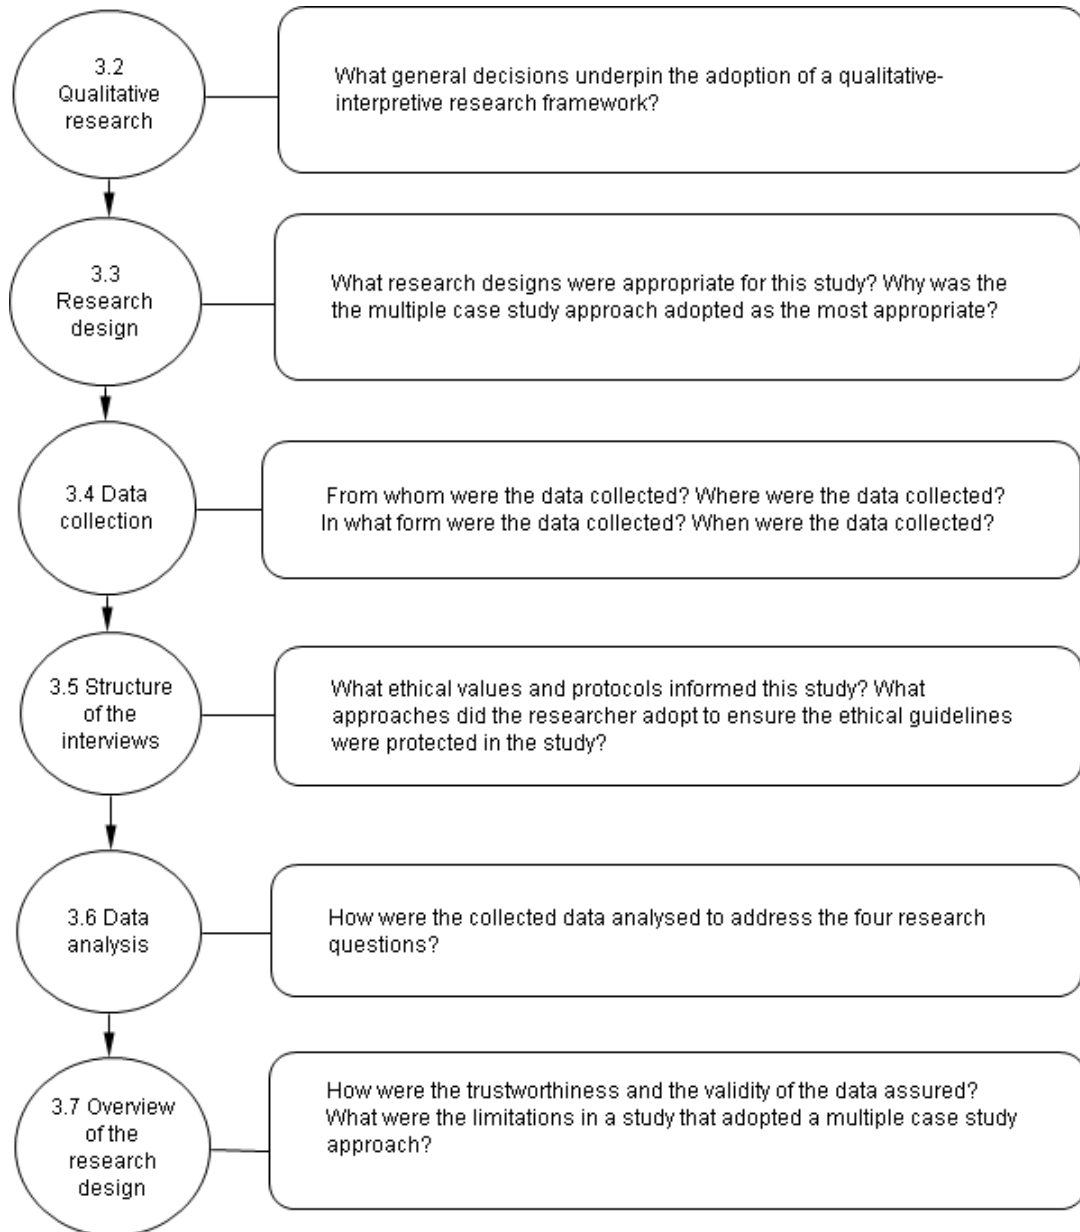 3.2
Qualitative
research
What general decisions underpin the adoption of a qualitative-
interpretive research framework?
3.3
Research
design
What research designs were appropriate for this study? Why was the
the multiple case study approach adopted as the most appropriate?
3.4 Data
collection
From whom were the data collected? Where were the data collected?
In what form were the data collected? When were the data collected?
3.5 Structure
of the
interviews
What ethical values and protocols informed this study? What
approaches did the researcher adopt to ensure the ethical guidelines
were protected in the study?
3.6 Data
analysis
How were the collected data analysed to address the four research
questions?
3.7 Overview
of the
research
design
How were the trustworthiness and the validity of the data assured?
What were the limitations in a study that adopted a multiple case study
approach?